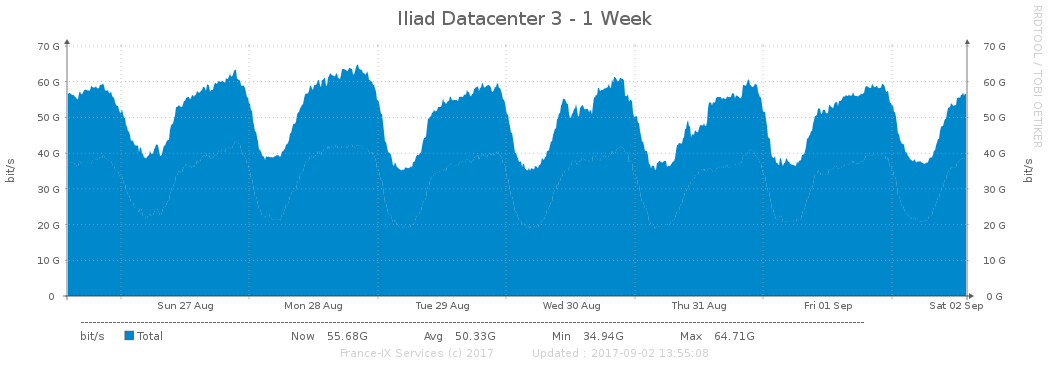 Iliad Datacenter 3 - 1 Week
RRDTOOL / TOBI OETIKER
70 G 70 G
60 G 60 G
50 G 50 G
40 G 40 G
30 G 30 G
20 G 20 G
10 G 10 G
0 0 G
bit/s bit/s
Sun 27 Aug Mon 28 Aug Tue 29 Aug Wed 30 Aug Thu 31 Aug Fri 01 Sep Sat 02 Sep
bit/s Total Now 55.68G Avg 50.33G Min 34.94G Max 64.71G
France-IX Services (c) 2017 Updated : 2017-09-02 13:55:08